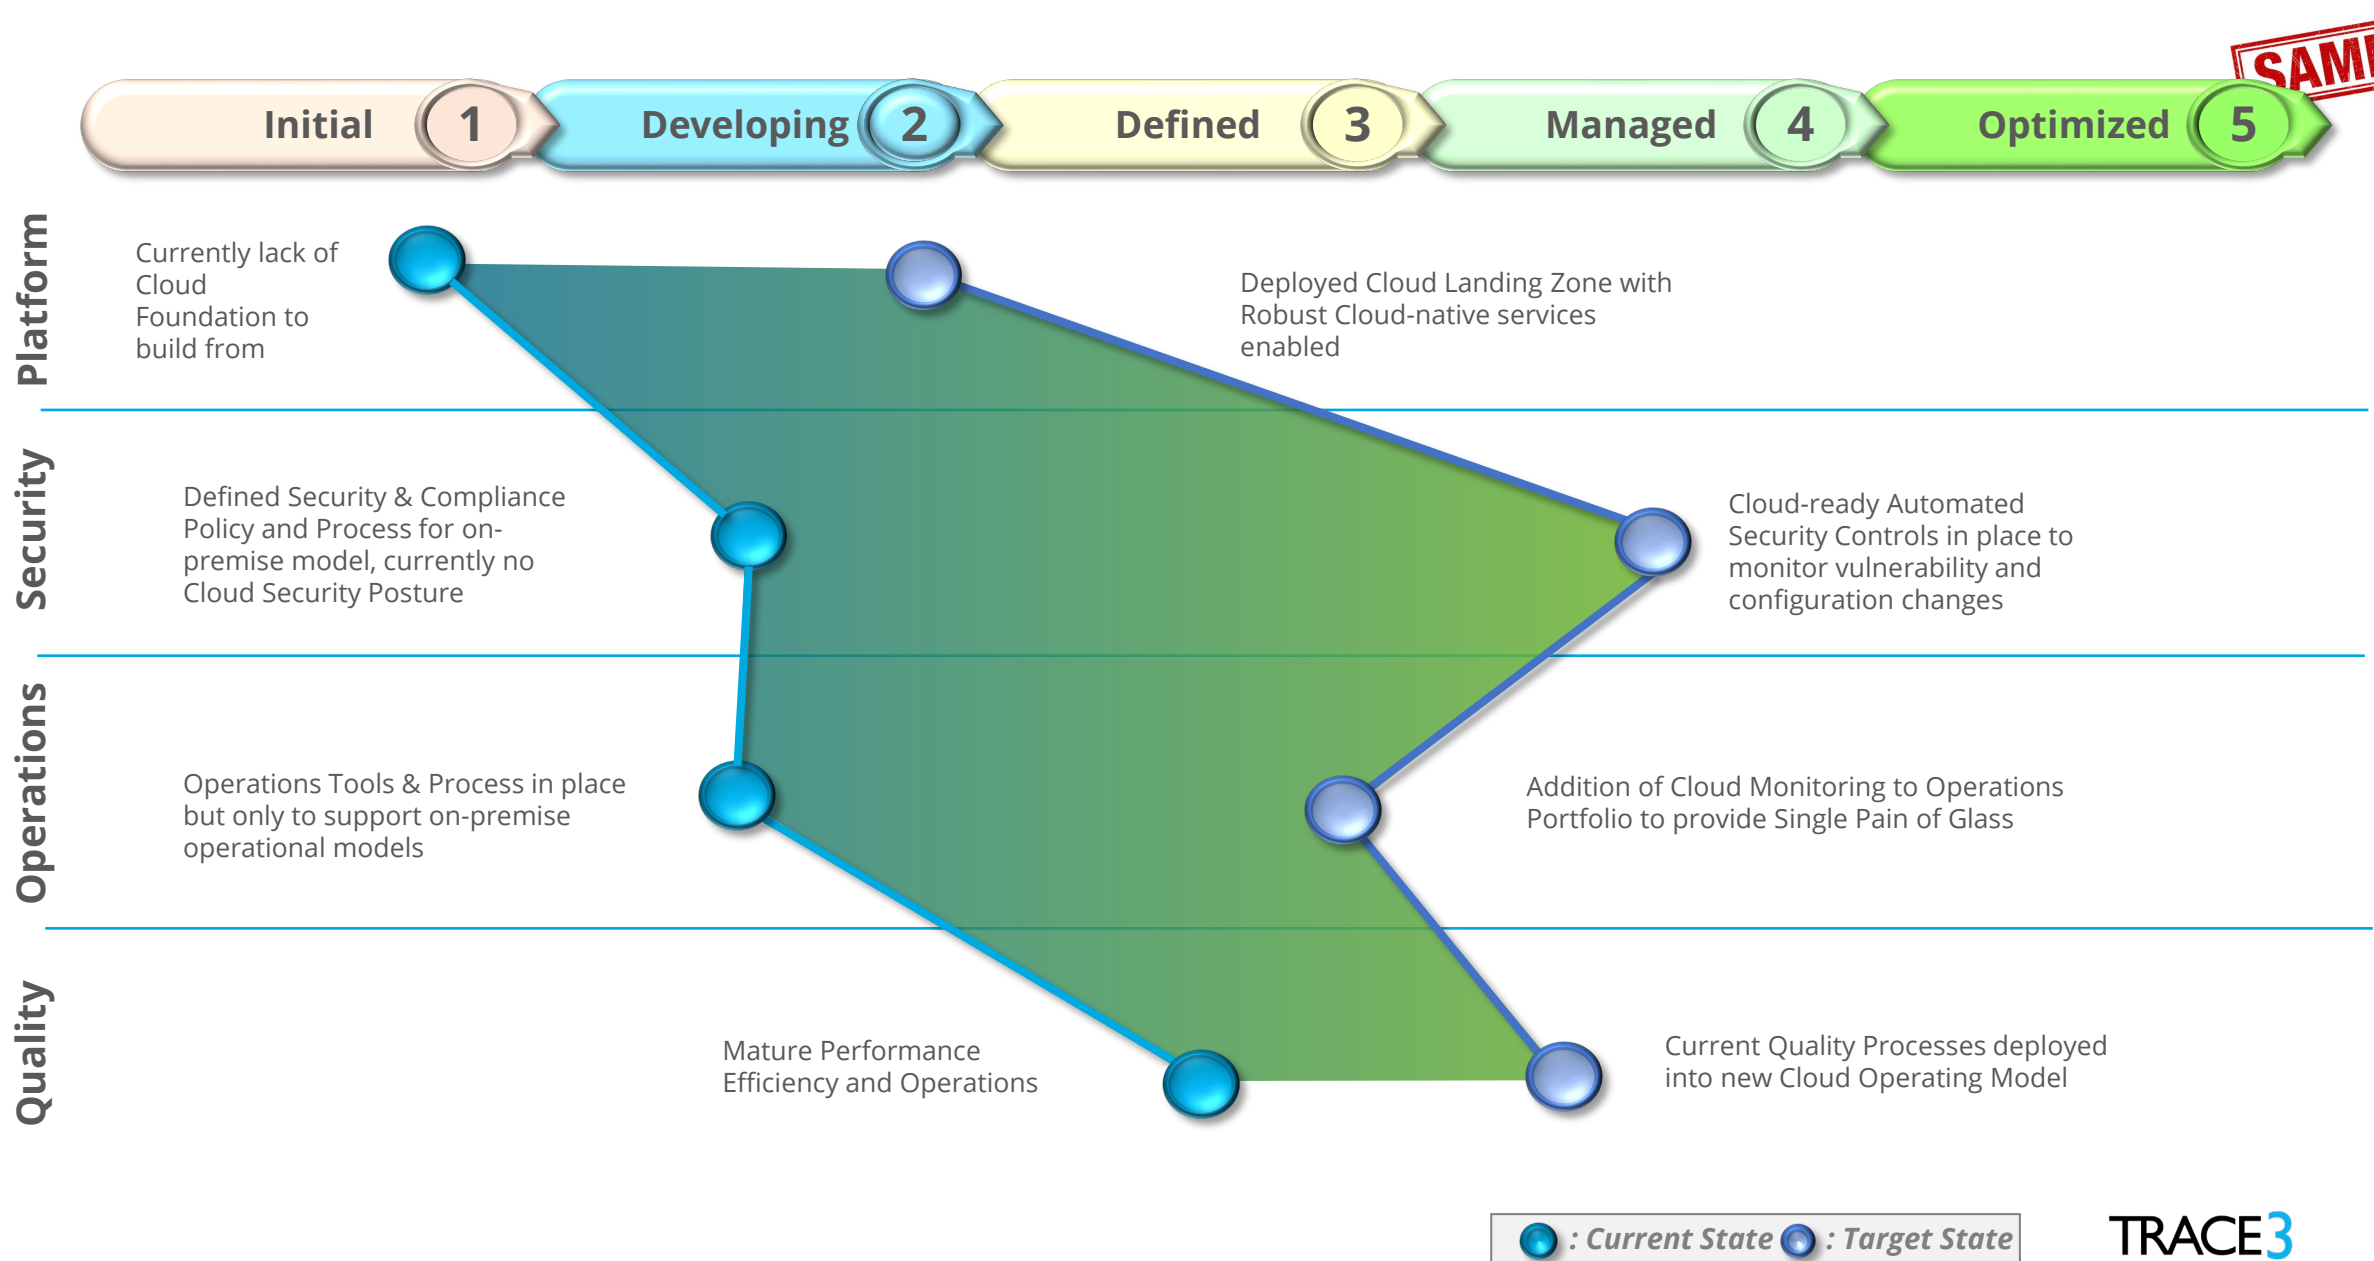 SAM
Initial 1
Developing 2
Defined 3
Managed 4
Optimized 5
Platform
Currently lack of
Cloud
Foundation to
build from
Deployed Cloud Landing Zone with
Robust Cloud-native services
enabled
Security
Defined Security & Compliance
Policy and Process for on-
premise model, currently no
Cloud Security Posture
Cloud-ready Automated
Security Controls in place to
monitor vulnerability and
configuration changes
Operations
Operations Tools & Process in place
but only to support on-premise
operational models
Addition of Cloud Monitoring to Operations
Portfolio to provide Single Pain of Glass
Quality
Mature Performance
Efficiency and Operations
Current Quality Processes deployed
into new Cloud Operating Model
: Current State : Target State
TRACE3